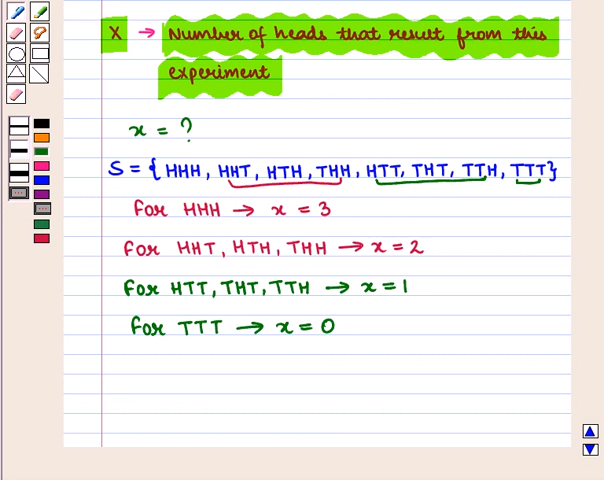 X → Number of heads that result from this
experiment
x = ?
S = { HHH, HHT, HTH, THH, HTT, THT, TTH, TTT}
For HHH → x = 3
For HHT, HTH, THH → x = 2
For HTT, THT, TTH → x = 1
For TTT → x = 0